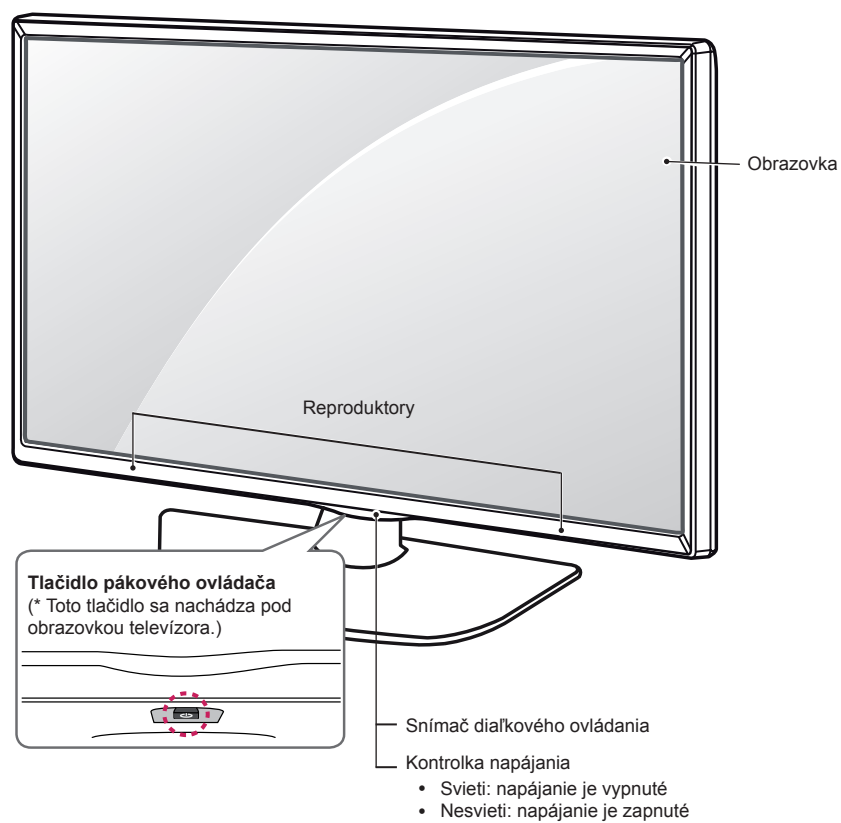 Obrazovka
Reproduktory
Tlačidlo pákového ovládača
(* Toto tlačidlo sa nachádza pod
obrazovkou televízora.)
Snímač diaľkového ovládania
Kontrolka napájania
• Svieti: napájanie je vypnuté
• Nesvieti: napájanie je zapnuté